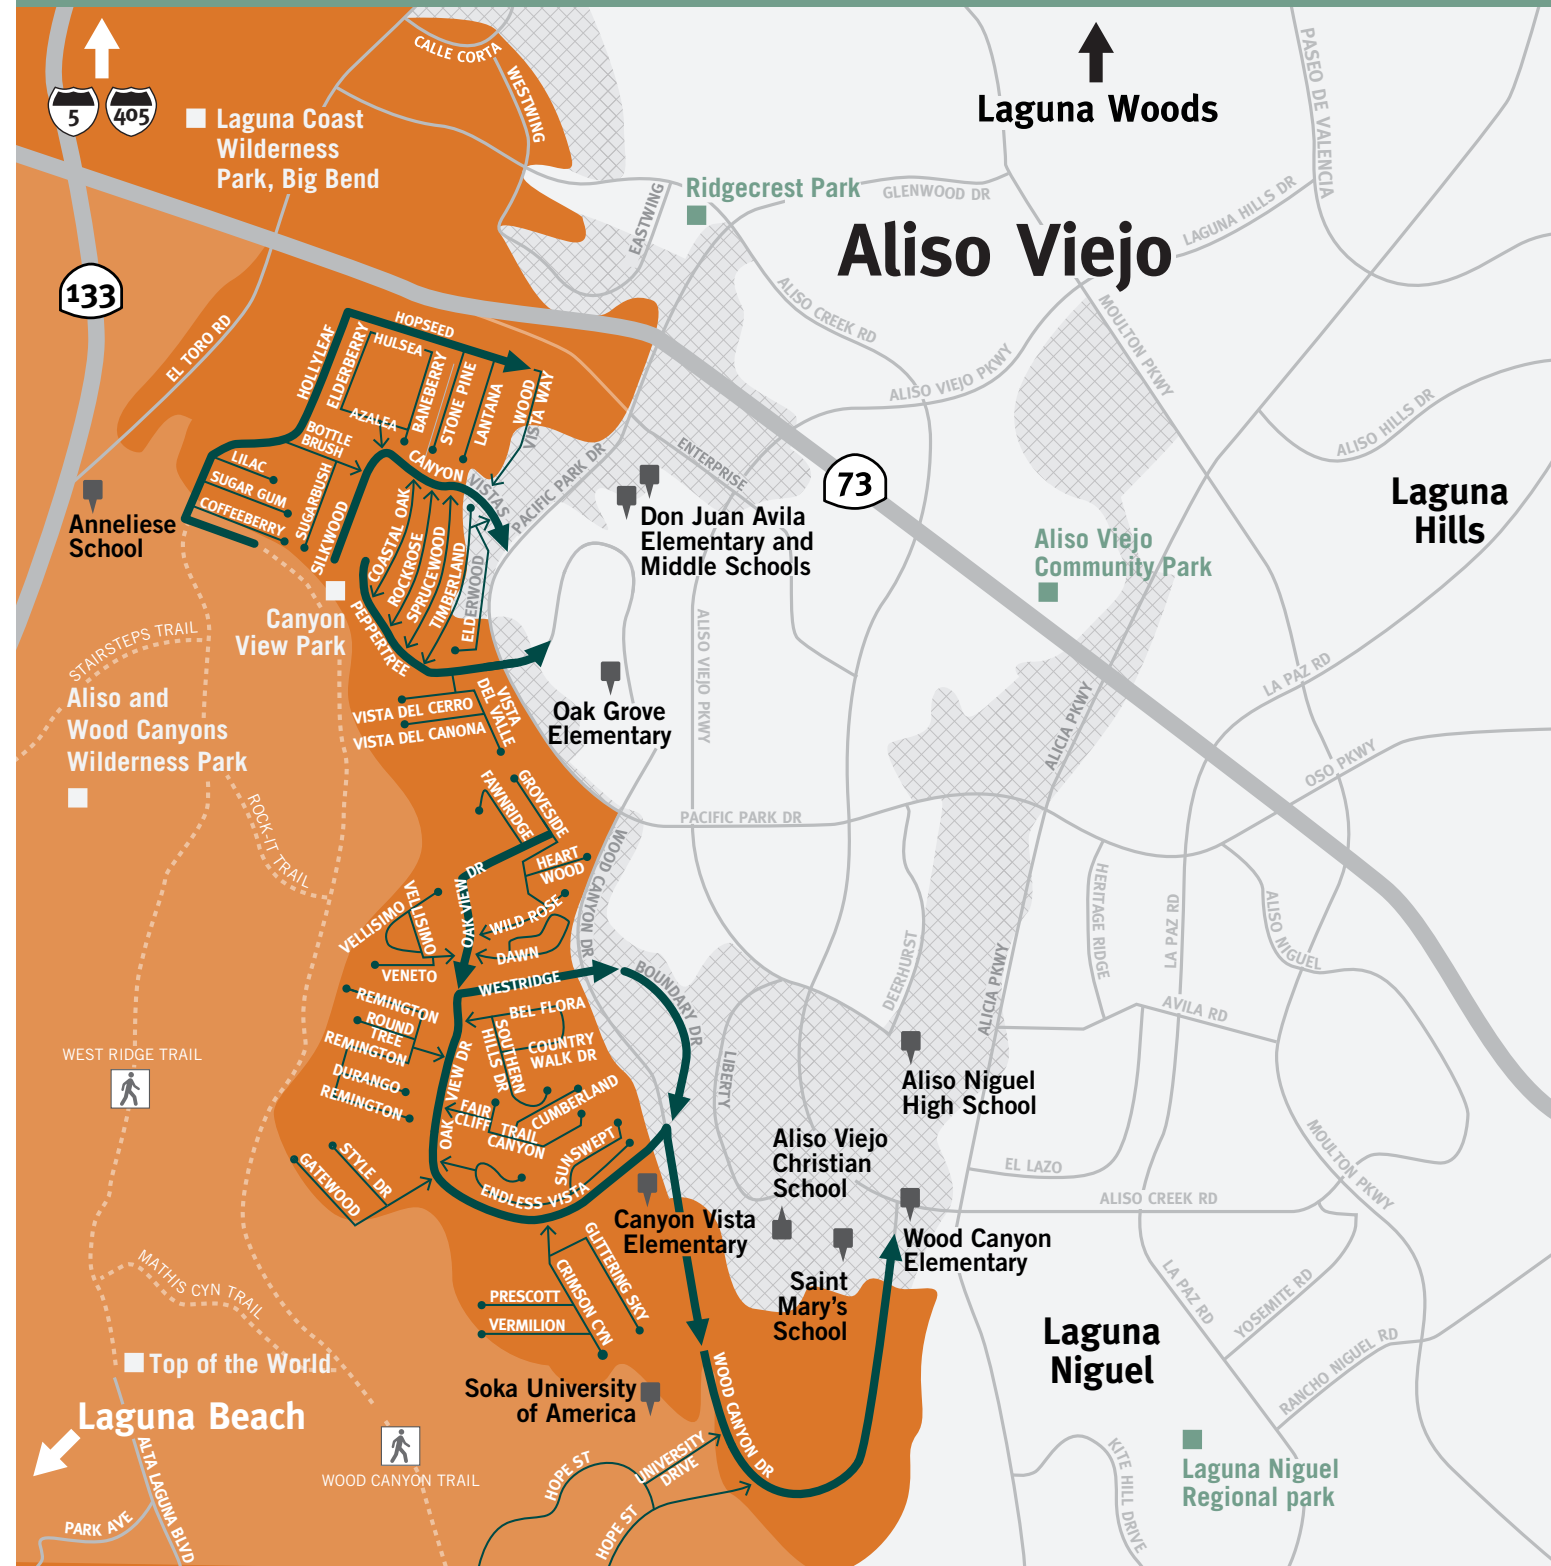 CALLE CORTA
WESTWING
5
405
Laguna Coast
Wilderness
Park, Big Bend
Laguna Woods
PASEO DE VALENCIA
Ridgecrest Park
GLENWOOD DR
EASTWING
LAGUNA HILLS DR
Aliso Viejo
133
ALISO CREEK RD
MOULTON PKWY
EL TORO RD
HOPSEED
HOLLYLEAF
ELDERBERRY
HULSEA
BANEBERRY
STONE PINE
LANTANA
WOOD
VISTA WAY
ALISO VIEJO PKWY
ALISO HILLS DR
AZALEA
BOTTLE
BRUSH
CANYON
VISTAS
PACIFIC PARK DR
ENTERPRISE
LILAC
SUGAR GUM
COFFEEBERRY
SUGARBUSH
SILKWOOD
COASTAL OAK
ROCKROSE
SPRUCEWOOD
TIMBERLAND
ELDERWOOD
PEPPERTREE
73
Laguna
Hills
Anneliese
School
Don Juan Avila
Elementary and
Middle Schools
Aliso Viejo
Community Park
Canyon
View Park
STAIRSTEPS TRAIL
ALISO VIEJO PKWY
LA PAZ RD
Aliso and
Wood Canyons
Wilderness Park
VISTA DEL CERRO
VISTA DEL CANONA
VISTA
DEL VALLE
Oak Grove
Elementary
ALICIA PKWY
OSO PKWY
ROCK-IT TRAIL
FAWNRIDGE
GROVESIDE
PACIFIC PARK DR
WOOD CANYON DR
HEART
WOOD
OAK VIEW DR
VELLISIMO
VELLISIMO
WILD ROSE
DAWN
VENETO
HERITAGE RIDGE
LA PAZ RD
ALISO NIGUEL
DEERHURST
ALICIA PKWY
WESTRIDGE
BOUNDARY DR
REMINGTON
ROUND
TREE
REMINGTON
DURANGO
REMINGTON
BEL FLORA
SOUTHERN
HILLS DR
COUNTRY
WALK DR
OAK VIEW DR
AVILA RD
WEST RIDGE TRAIL
LIBERTY
Aliso Niguel
High School
FAIR
CLIFF
CUMBERLAND
TRAIL
CANYON
SUNSWEPT
STYLE DR
GATEWOOD
ENDLESS VISTA
Aliso Viejo
Christian
School
EL LAZO
MOULTON PKWY
ALISO CREEK RD
Canyon Vista
Elementary
Wood Canyon
Elementary
GLITTERING SKY
CRIMSON CYN
PRESCOTT
VERMILION
MATHIS CYN TRAIL
Saint
Mary's
School
LA PAZ RD
YOSEMITE RD
RANCHO NIGUEL RD
Laguna
Niguel
Top of the World
Laguna Beach
Soka University
of America
WOOD CANYON DR
ALTA LAGUNA BLVD
PARK AVE
WOOD CANYON TRAIL
HOPE ST
UNIVERSITY
DRIVE
HOPE ST
KITE HILL DRIVE
Laguna Niguel
Regional park